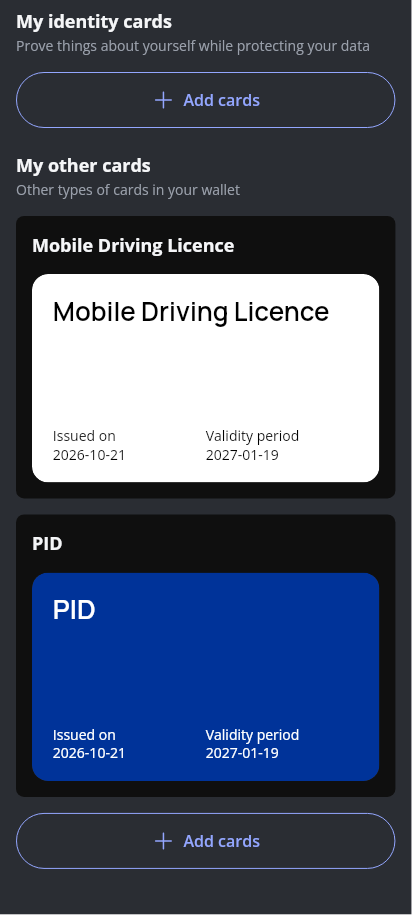 My identity cards
Prove things about yourself while protecting your data
Add cards
My other cards
Other types of cards in your wallet
Mobile Driving Licence
Mobile Driving Licence
Issued on
2026-10-21
Validity period
2027-01-19
PID
PID
Issued on
2026-10-21
Validity period
2027-01-19
Add cards